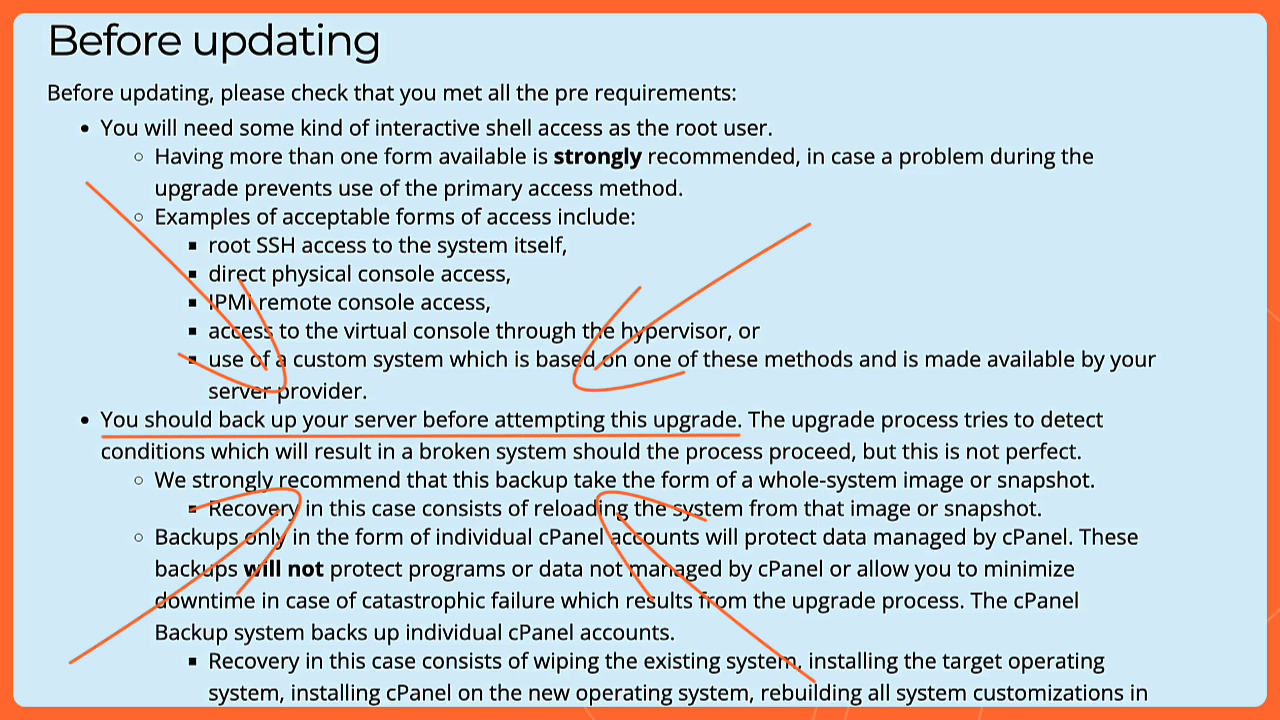 Before updating
Before updating, please check that you met all the pre requirements:
• You will need some kind of interactive shell access as the root user.
○ Having more than one form available is strongly recommended, in case a problem during the
upgrade prevents use of the primary access method.
○ Examples of acceptable forms of access include:
▪ root SSH access to the system itself,
▪ direct physical console access,
▪ IPMI remote console access,
▪ access to the virtual console through the hypervisor, or
▪ use of a custom system which is based on one of these methods and is made available by your
server provider.
• You should back up your server before attempting this upgrade. The upgrade process tries to detect
conditions which will result in a broken system should the process proceed, but this is not perfect.
○ We strongly recommend that this backup take the form of a whole-system image or snapshot.
▪ Recovery in this case consists of reloading the system from that image or snapshot.
○ Backups only in the form of individual cPanel accounts will protect data managed by cPanel. These
backups will not protect programs or data not managed by cPanel or allow you to minimize
downtime in case of catastrophic failure which results from the upgrade process. The cPanel
Backup system backs up individual cPanel accounts.
▪ Recovery in this case consists of wiping the existing system, installing the target operating
system, installing cPanel on the new operating system, rebuilding all system customizations in